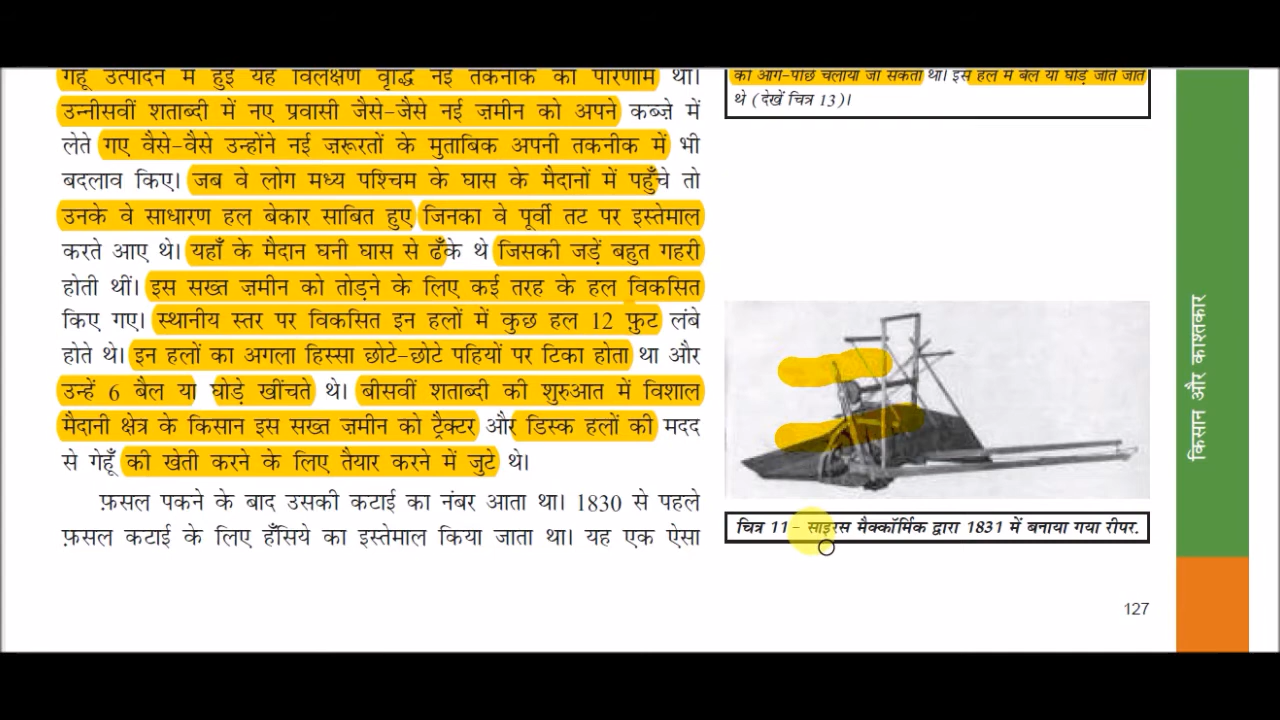 गेहूँ उत्पादन में हुई यह विलक्षण वृद्धि नई तकनीक का परिणाम था।
उन्नीसवीं शताब्दी में नए प्रवासी जैसे-जैसे नई ज़मीन को अपने कब्ज़े में
लेते गए वैसे-वैसे उन्होंने नई ज़रूरतों के मुताबिक अपनी तकनीक में भी
बदलाव किए। जब वे लोग मध्य पश्चिम के घास के मैदानों में पहुँचे तो
उनके वे साधारण हल बेकार साबित हुए जिनका वे पूर्वी तट पर इस्तेमाल
करते आए थे। यहाँ के मैदान घनी घास से ढँके थे जिसकी जड़ें बहुत गहरी
होती थीं। इस सख्त ज़मीन को तोड़ने के लिए कई तरह के हल विकसित
किए गए। स्थानीय स्तर पर विकसित इन हलों में कुछ हल 12 फ़ुट लंबे
होते थे। इन हलों का अगला हिस्सा छोटे-छोटे पहियों पर टिका होता था और
उन्हें 6 बैल या घोड़े खींचते थे। बीसवीं शताब्दी की शुरुआत में विशाल
मैदानी क्षेत्र के किसान इस सख्त ज़मीन को ट्रैक्टर और डिस्क हलों की मदद
से गेहूँ की खेती करने के लिए तैयार करने में जुटे थे।
फ़सल पकने के बाद उसकी कटाई का नंबर आता था। 1830 से पहले
फ़सल कटाई के लिए हँसिये का इस्तेमाल किया जाता था। यह एक ऐसा
को आगे-पीछे चलाया जा सकता था। इस हल में बैल या घोड़े जोते जाते
थे (देखें चित्र 13)।
चित्र 11 - साइरस मैक्कॉर्मिक द्वारा 1831 में बनाया गया रीपर.
127
किसान और काश्तकार